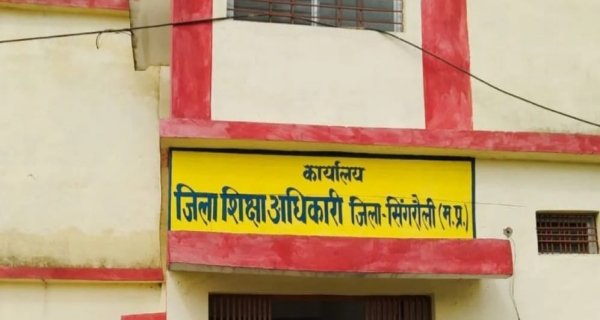 कार्यालय
जिला शिक्षा अधिकारी जिला-सिंगरौली (म.प्र.)